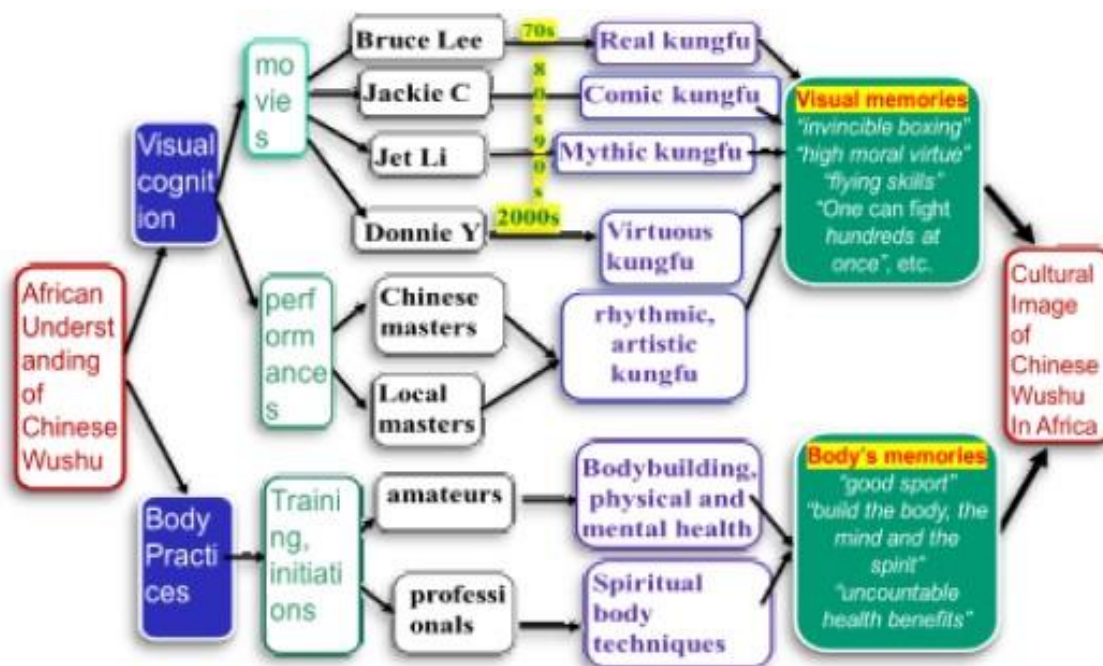 African
Underst
anding
of
Chinese
Wushu
Visual
cognit
ion
Body
Practi
ces
mo
vie
s
perf
orm
ance
s
Traini
ng,
initiati
ons
Bruce Lee
Jackie C
Jet Li
Donnie Y
Chinese
masters
Local
masters
amateurs
professi
onals
70s
8
0
s
9
0
s
2000s
Real kungfu
Comic kungfu
Mythic kungfu
Virtuous
kungfu
rhythmic,
artistic
kungfu
Bodybuilding,
physical and
mental health
Spiritual
body
techniques
Visual memories
“invincible boxing”
“high moral virtue”
“flying skills”
“One can fight
hundreds at
once”, etc.
Body's memories
“good sport”
“build the body, the
mind and the
spirit”
“uncountable
health benefits”
Cultural
Image
of
Chinese
Wushu
In Africa